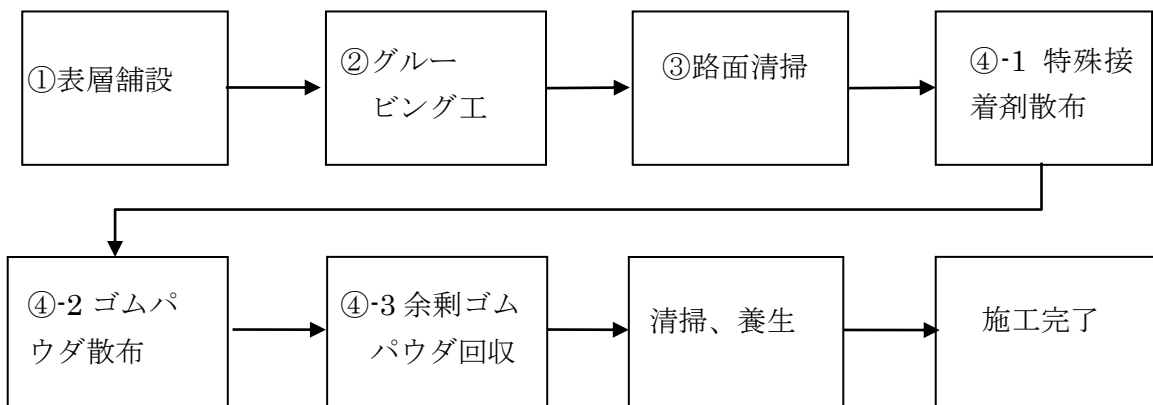 ①表層舗設
②グルー
ビング工
③路面清掃
④-1 特殊接
着剤散布
④-2 ゴムパ
ウダ散布
④-3 余剰ゴム
パウダ回収
清掃、養生
施工完了